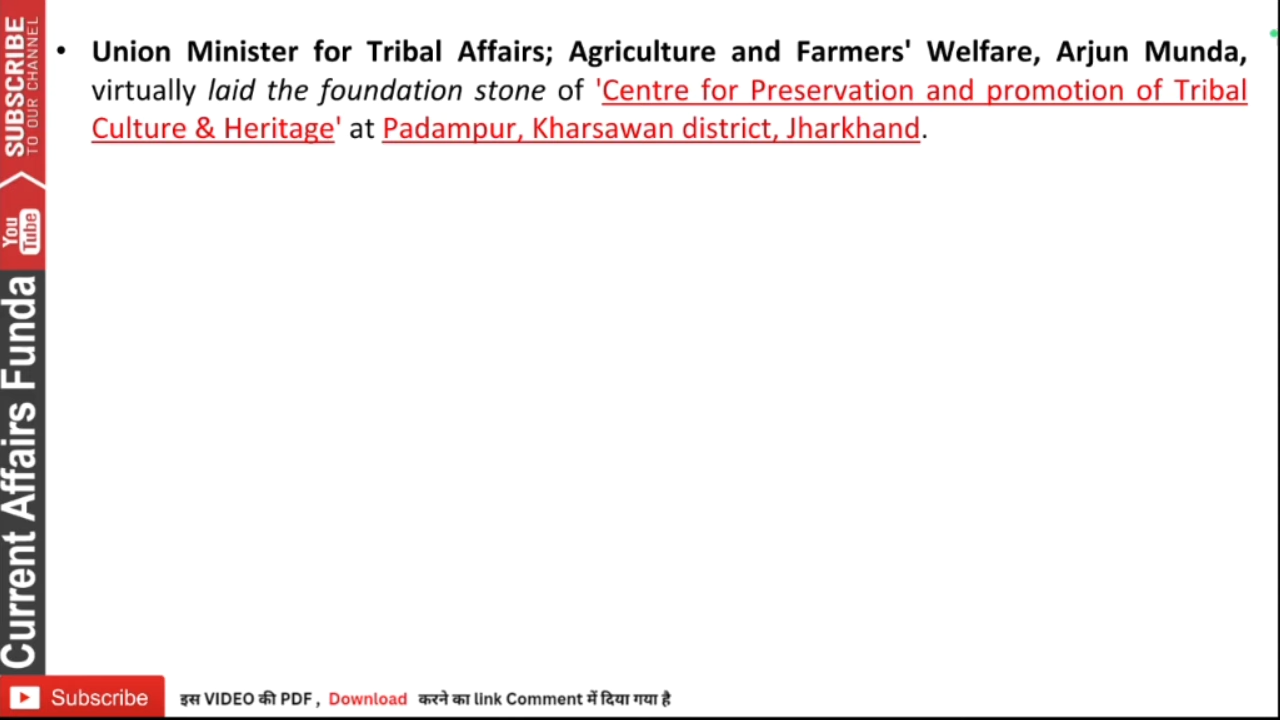 • Union Minister for Tribal Affairs; Agriculture and Farmers' Welfare, Arjun Munda,
virtually laid the foundation stone of 'Centre for Preservation and promotion of Tribal
Culture & Heritage' at Padampur, Kharsawan district, Jharkhand.
SUBSCRIBE
TO OUR CHANNEL
You
Tube
Current Affairs Funda
Subscribe
इस VIDEO की PDF , Download करने का link Comment में दिया गया है